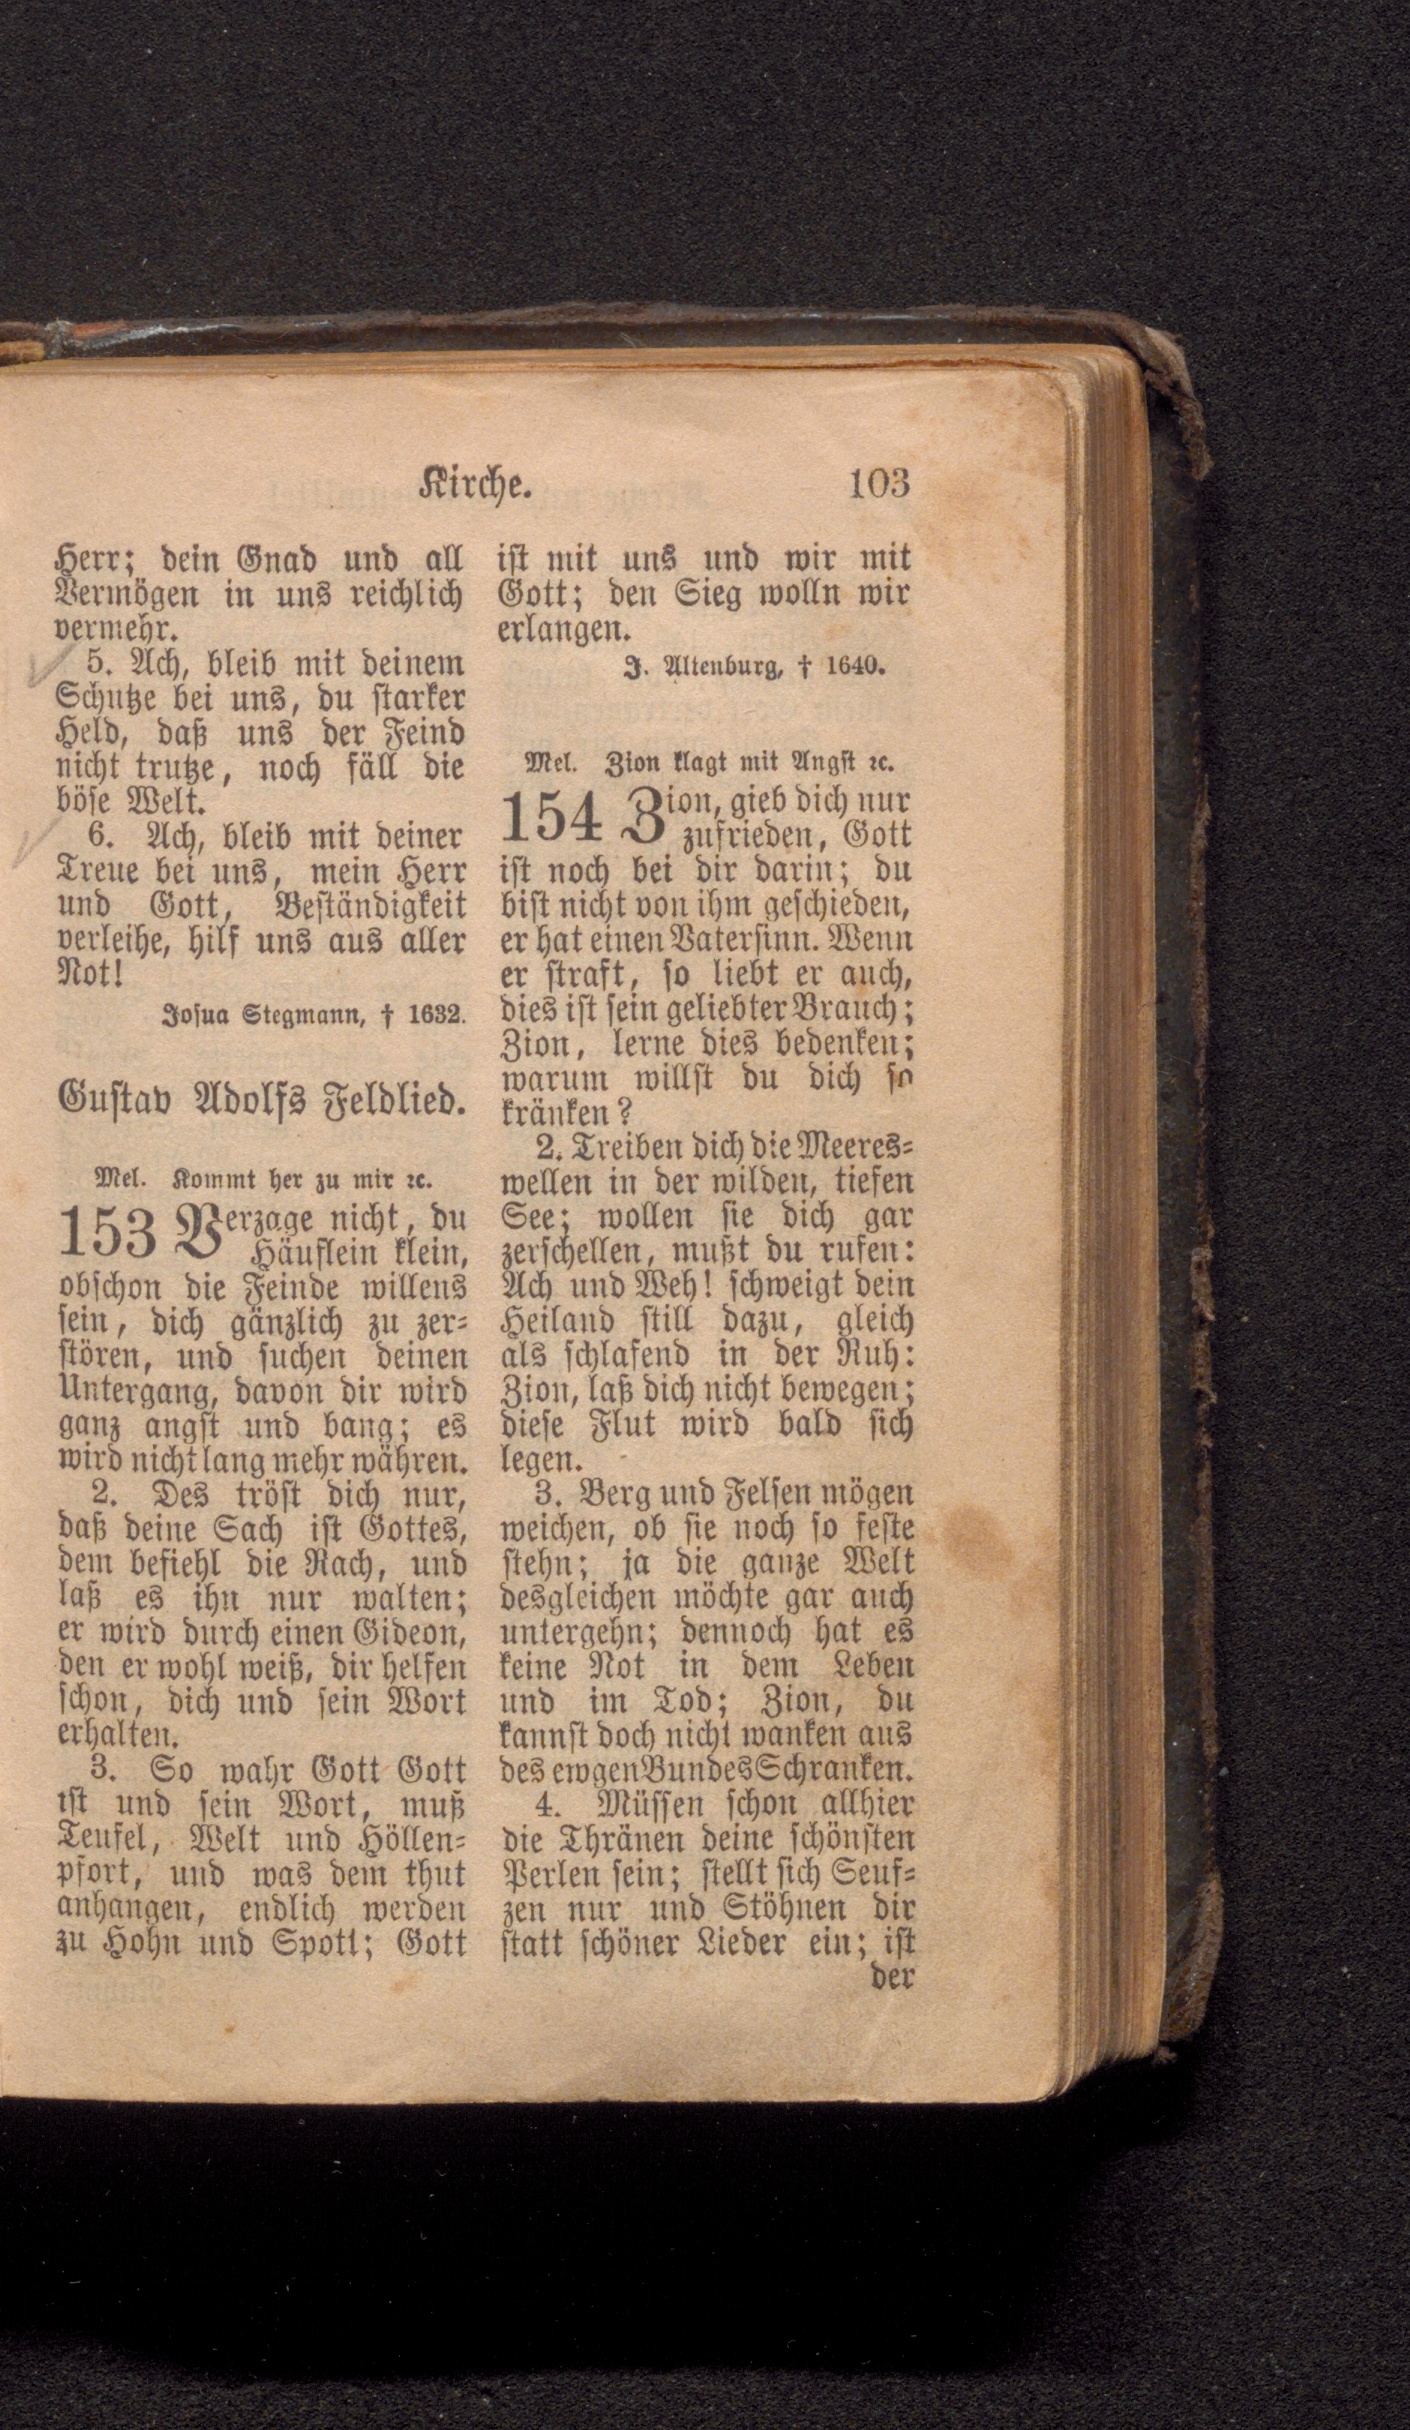 Kirche. 103
Herr; dein Gnad und all
Vermögen in uns reichlich
vermehr.
5. Ach, bleib mit deinem
Schutze bei uns, du starker
Held, daß uns der Feind
nicht trutze, noch fäll die
böse Welt.
6. Ach, bleib mit deiner
Treue bei uns, mein Herr
und Gott, Beständigkeit
verleihe, hilf uns aus aller
Not!
Josua Stegmann, † 1632.
Gustav Adolfs Feldlied.
Mel. Kommt her zu mir ꝛc.
153 Verzage nicht, du
Häuflein klein,
obschon die Feinde willens
sein, dich gänzlich zu zer=
stören, und suchen deinen
Untergang, davon dir wird
ganz angst und bang; es
wird nicht lang mehr währen.
2. Des tröst dich nur,
daß deine Sach ist Gottes,
dem befiehl die Rach, und
laß es ihn nur walten;
er wird durch einen Gideon,
den er wohl weiß, dir helfen
schon, dich und sein Wort
erhalten.
3. So wahr Gott Gott
ist und sein Wort, muß
Teufel, Welt und Höllen=
pfort, und was dem thut
anhangen, endlich werden
zu Hohn und Spott; Gott
ist mit uns und wir mit
Gott; den Sieg wolln wir
erlangen.
J. Altenburg, † 1640.
Mel. Zion klagt mit Angst ꝛc.
154 Zion, gieb dich nur
zufrieden, Gott
ist noch bei dir darin; du
bist nicht von ihm geschieden,
er hat einen Vatersinn. Wenn
er straft, so liebt er auch,
dies ist sein geliebter Brauch;
Zion, lerne dies bedenken;
warum willst du dich so
kränken?
2. Treiben dich die Meeres=
wellen in der wilden, tiefen
See; wollen sie dich gar
zerschellen, mußt du rufen:
Ach und Weh! schweigt dein
Heiland still dazu, gleich
als schlafend in der Ruh:
Zion, laß dich nicht bewegen;
diese Flut wird bald sich
legen.
3. Berg und Felsen mögen
weichen, ob sie noch so feste
stehn; ja die ganze Welt
desgleichen möchte gar auch
untergehn; dennoch hat es
keine Not in dem Leben
und im Tod; Zion, du
kannst doch nicht wanken aus
des ewgen Bundes Schranken.
4. Müssen schon allhier
die Thränen deine schönsten
Perlen sein; stellt sich Seuf=
zen nur und Stöhnen dir
statt schöner Lieder ein; ist
der